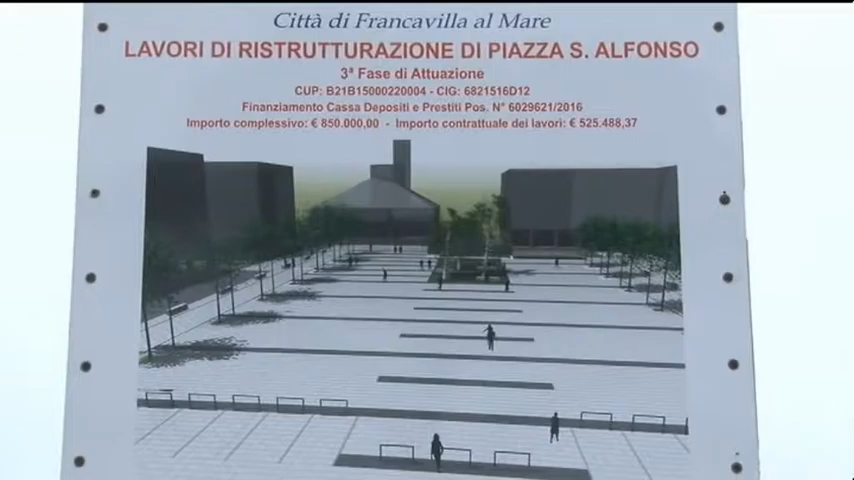 Città di Francavilla al Mare
LAVORI DI RISTRUTTURAZIONE DI PIAZZA S. ALFONSO
3ª Fase di Attuazione
CUP: B21B15000220004 - CIG: 6821516D12
Finanziamento Cassa Depositi e Prestiti Pos. N° 6029621/2016
Importo complessivo: € 850.000,00 - Importo contrattuale dei lavori: € 525.488,37